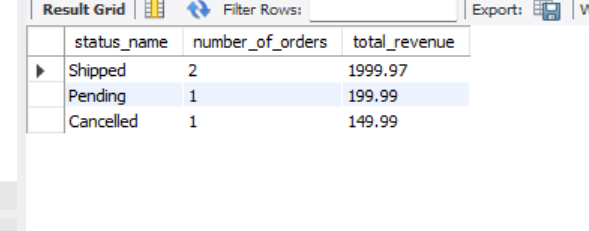 Result Grid Filter Rows: Export:
status_name number_of_orders total_revenue
Shipped 2 1999.97
Pending 1 199.99
Cancelled 1 149.99